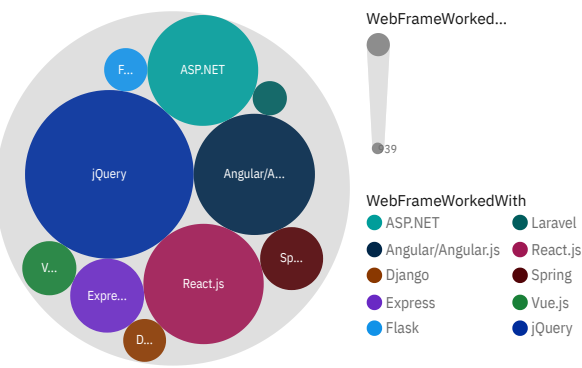 F...
ASP.NET
jQuery
Angular/A...
V...
Expre...
React.js
Sp...
D...
WebFrameWorked...
939
WebFrameWorkedWith
ASP.NET
Laravel
Angular/Angular.js
React.js
Django
Spring
Express
Vue.js
Flask
jQuery